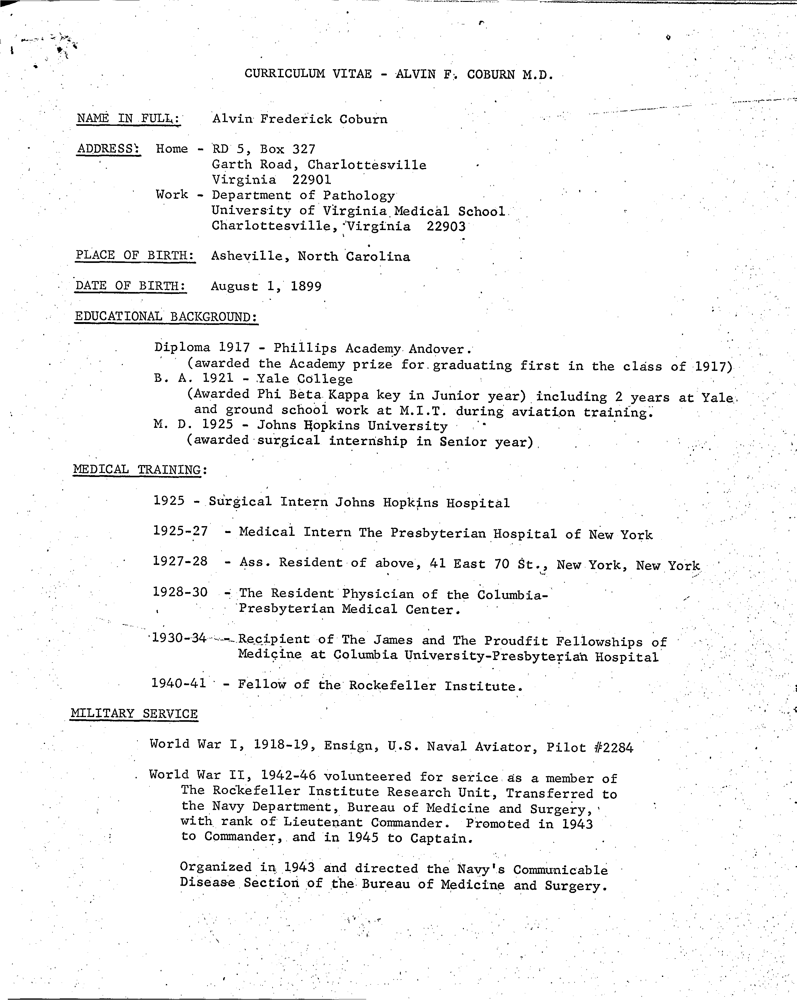 CURRICULUM VITAE - ALVIN F. COBURN M.D.
NAME IN FULL: Alvin Frederick Coburn
ADDRESS: Home - RD 5, Box 327
Garth Road, Charlottesville
Virginia 22901
Work - Department of Pathology
University of Virginia Medical School
Charlottesville, Virginia 22903
PLACE OF BIRTH: Asheville, North Carolina
DATE OF BIRTH: August 1, 1899
EDUCATIONAL BACKGROUND:
Diploma 1917 - Phillips Academy Andover.
(awarded the Academy prize for graduating first in the class of 1917)
B. A. 1921 - Yale College
(Awarded Phi Beta Kappa key in Junior year) including 2 years at Yale
and ground school work at M.I.T. during aviation training.
M. D. 1925 - Johns Hopkins University
(awarded surgical internship in Senior year)
MEDICAL TRAINING:
1925 - Surgical Intern Johns Hopkins Hospital
1925-27 - Medical Intern The Presbyterian Hospital of New York
1927-28 - Ass. Resident of above, 41 East 70 St., New York, New York
1928-30 - The Resident Physician of the Columbia-
Presbyterian Medical Center.
1930-34 - Recipient of The James and The Proudfit Fellowships of
Medicine at Columbia University-Presbyterian Hospital
1940-41 - Fellow of the Rockefeller Institute.
MILITARY SERVICE
World War I, 1918-19, Ensign, U.S. Naval Aviator, Pilot #2284
World War II, 1942-46 volunteered for serice as a member of
The Rockefeller Institute Research Unit, Transferred to
the Navy Department, Bureau of Medicine and Surgery,
with rank of Lieutenant Commander. Promoted in 1943
to Commander, and in 1945 to Captain.
Organized in 1943 and directed the Navy's Communicable
Disease Section of the Bureau of Medicine and Surgery.